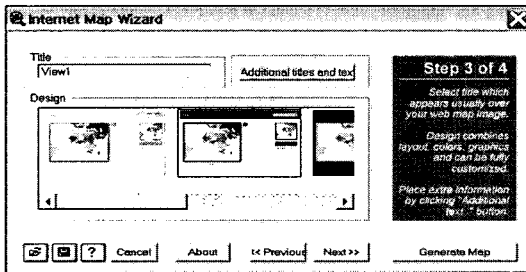 Internet Map Wizard
Title
View1
Additional titles and tex
Design
Step 3 of 4
Select title which
appears usually over
your web map image.
Design combines
layout, colors, graphics
and can be fully
customized.
Place extra information
by clicking "Additional
text..." button
?
Cancel
About
<< Previous
Next >>
Generate Map